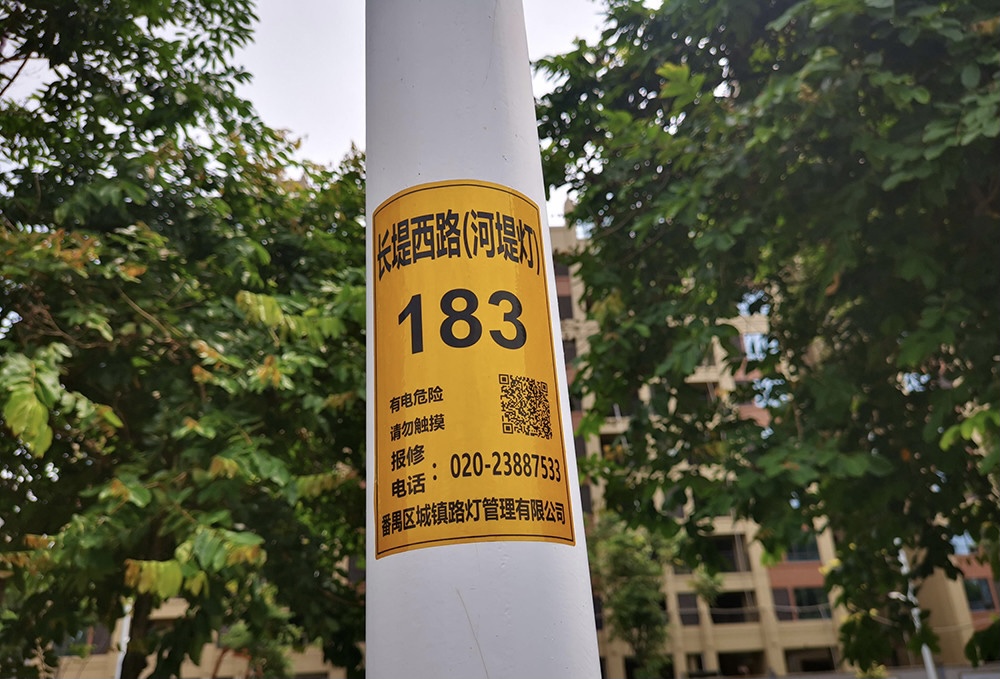 长堤西路(河堤灯)
183
有电危险
请勿触摸
报修
电话：020-23887533
番禺区城镇路灯管理有限公司